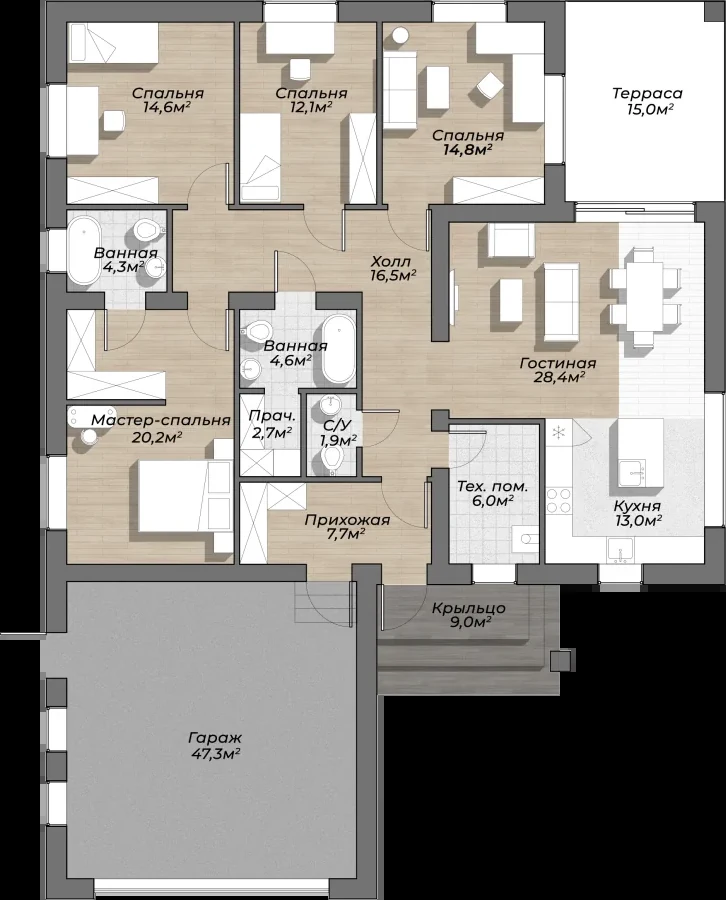 Спальня
14,6м²
Спальня
12,1м²
Спальня
14,8м²
Терраса
15,0м²
Ванная
4,3м²
Холл
16,5м²
Ванная
4,6м²
Гостиная
28,4м²
Мастер-спальня
20,2м²
Прач.
2,7м²
С/У
1,9м²
Тех. пом.
6,0м²
Кухня
13,0м²
Прихожая
7,7м²
Крыльцо
9,0м²
Гараж
47,3м²